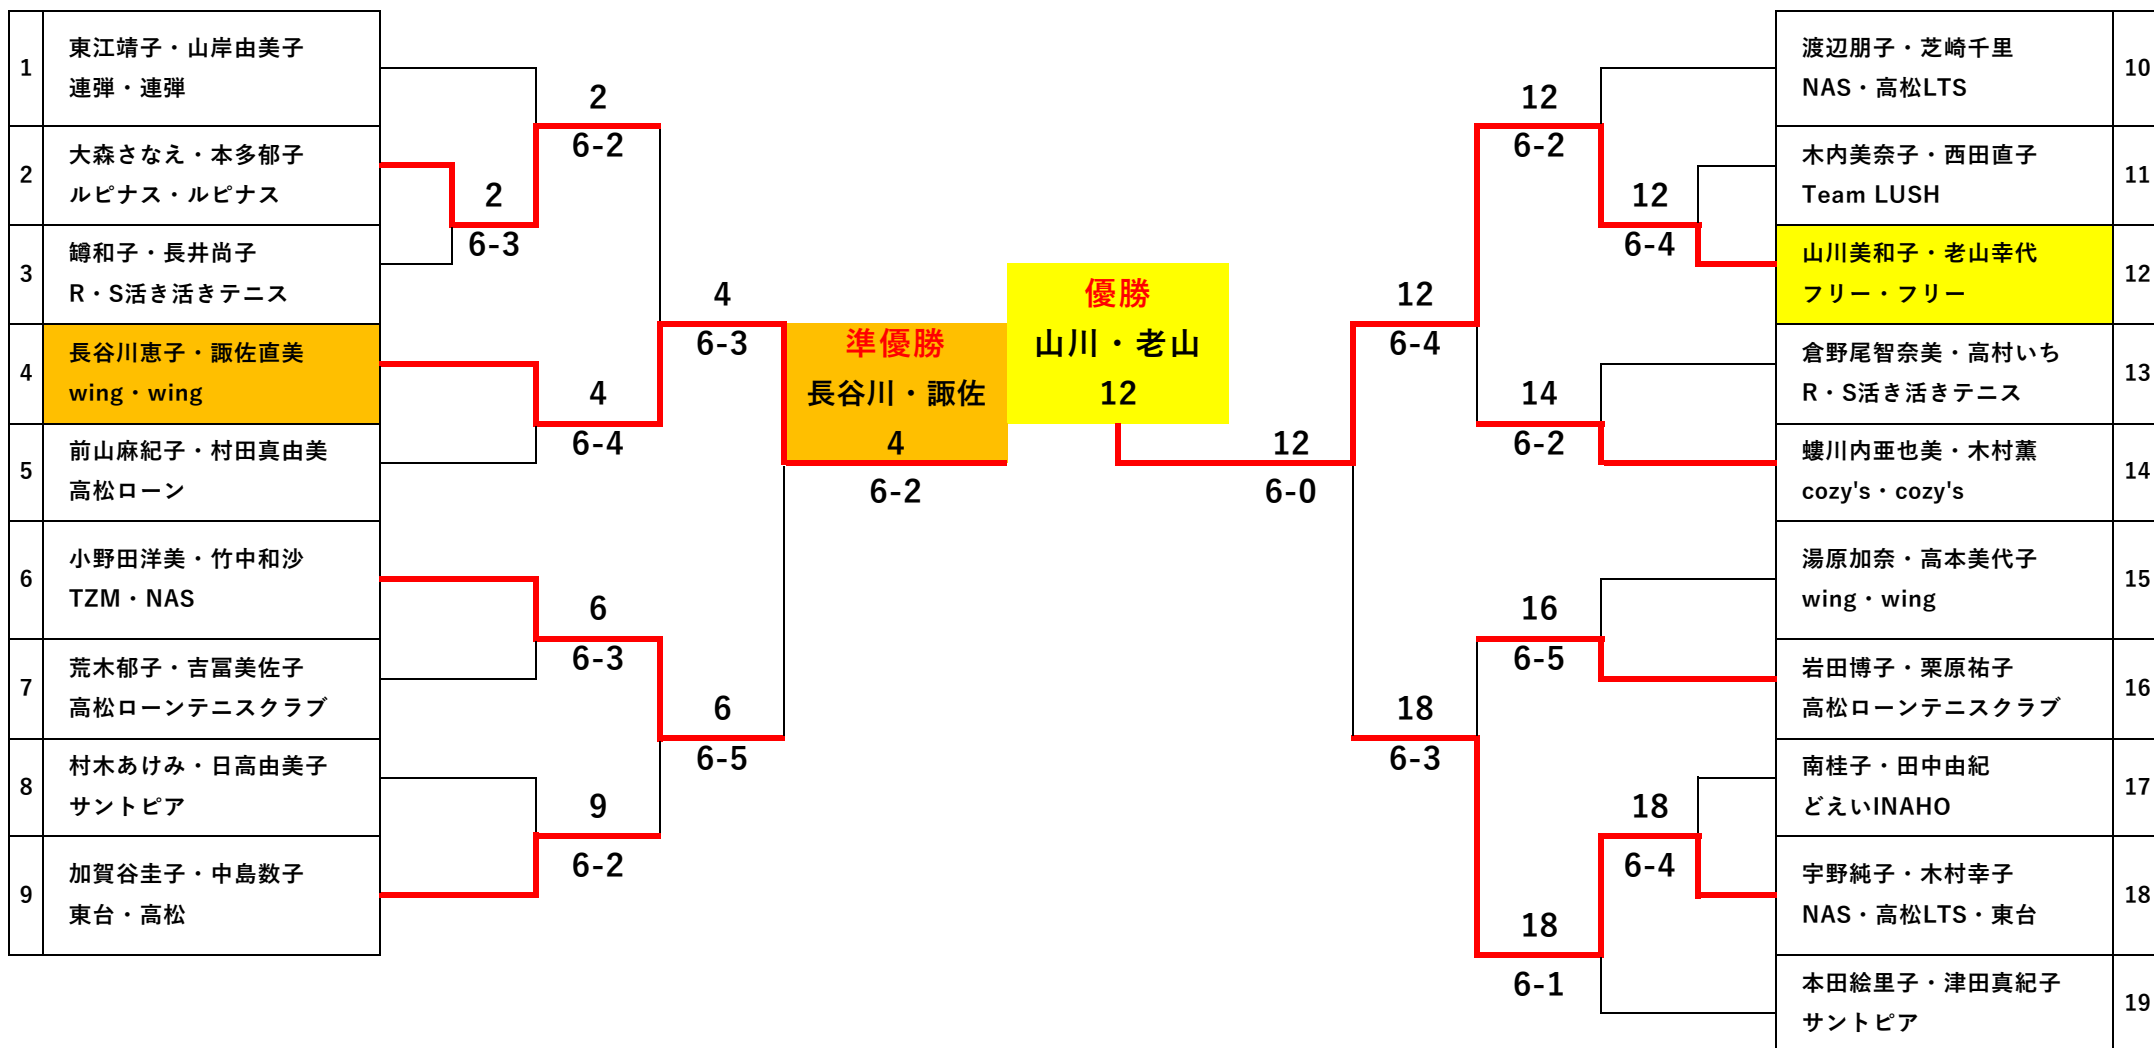 1
東江靖子・山岸由美子
連弾・連弾
2
大森さなえ・本多郁子
ルピナス・ルピナス
3
罇和子・長井尚子
R・S活き活きテニス
4
長谷川恵子・諏佐直美
wing・wing
5
前山麻紀子・村田真由美
高松ローン
6
小野田洋美・竹中和沙
TZM・NAS
7
荒木郁子・吉冨美佐子
高松ローンテニスクラブ
8
村木あけみ・日高由美子
サントピア
9
加賀谷圭子・中島数子
東台・高松
2
6-3
2
6-2
4
6-4
6
6-3
9
6-2
4
6-3
6
6-5
準優勝
長谷川・諏佐
4
6-2
優勝
山川・老山
12
12
6-0
12
6-4
18
6-3
12
6-2
14
6-2
16
6-5
18
6-1
12
6-4
18
6-4
渡辺朋子・芝崎千里
NAS・高松LTS
10
木内美奈子・西田直子
Team LUSH
11
山川美和子・老山幸代
フリー・フリー
12
倉野尾智奈美・高村いち
R・S活き活きテニス
13
螻川内亜也美・木村薫
cozy's・cozy's
14
湯原加奈・高本美代子
wing・wing
15
岩田博子・栗原祐子
高松ローンテニスクラブ
16
南桂子・田中由紀
どえいINAHO
17
宇野純子・木村幸子
NAS・高松LTS・東台
18
本田絵里子・津田真紀子
サントピア
19